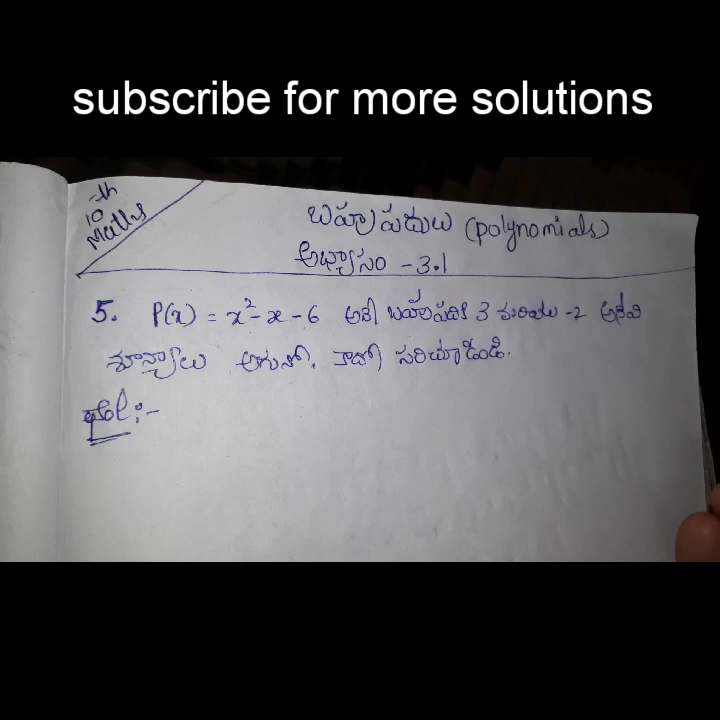 subscribe for more solutions
10th
Maths
బహుపదులు (polynomials)
అభ్యాసం - 3.1
5. P(x) = x² - x - 6 అనే బహుపదికి 3 మరియు -2 అనేవి
శూన్యాలు అగునో, కాదో సరిచూడండి.